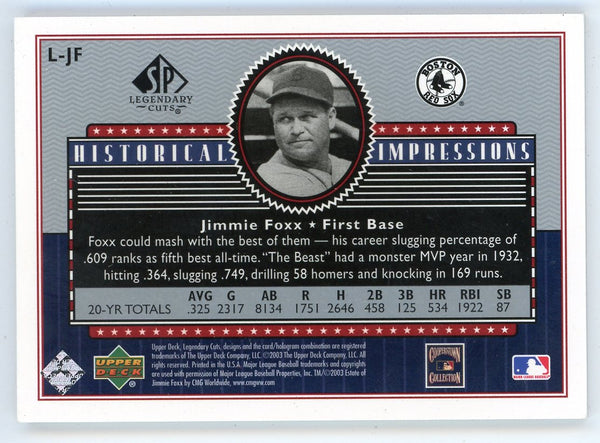 L-JF
SP
LEGENDARY
CUTS®
BOSTON
RED SOX
HISTORICAL IMPRESSIONS
Jimmie Foxx ★ First Base
Foxx could mash with the best of them — his career slugging percentage of
.609 ranks as fifth best all-time. "The Beast" had a monster MVP year in 1932,
hitting .364, slugging .749, drilling 58 homers and knocking in 169 runs.
AVG G AB R H 2B 3B HR RBI SB
20-YR TOTALS .325 2317 8134 1751 2646 458 125 534 1922 87
Upper Deck, Legendary Cuts, designs and the card/hologram combination are registered
trademarks of The Upper Deck Company, LLC. ©2003 The Upper Deck Company, LLC. All
rights reserved. Printed in U.S.A. Major League Baseball trademarks and copyrights
are used with permission of Major League Baseball Properties, Inc. TM/©2003 Estate of
Jimmie Foxx by CMG Worldwide, www.cmgww.com
UPPER
DECK
COOPERSTOWN
COLLECTION
MAJOR LEAGUE BASEBALL